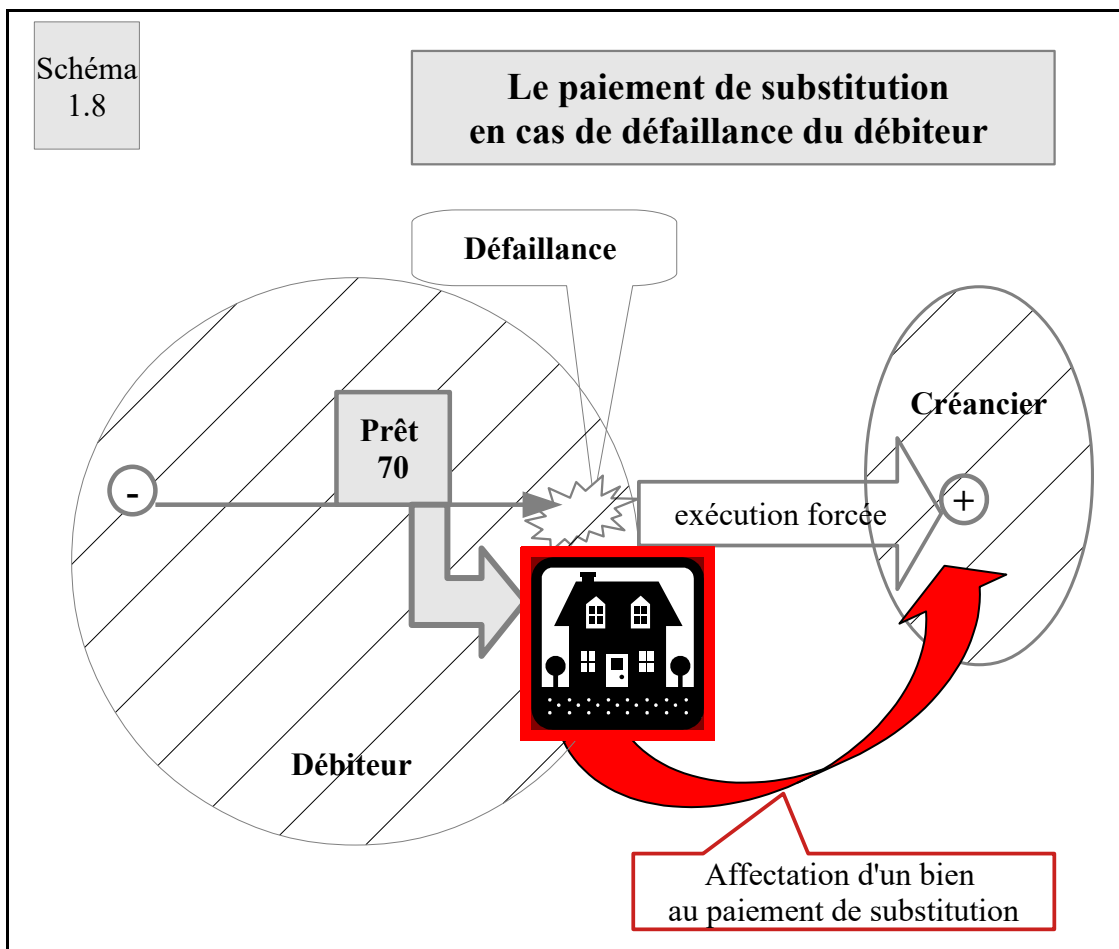 Schéma
1.8
Le paiement de substitution
en cas de défaillance du débiteur
Défaillance
Créancier
Prêt
70
-
exécution forcée
+
Débiteur
Affectation d'un bien
au paiement de substitution